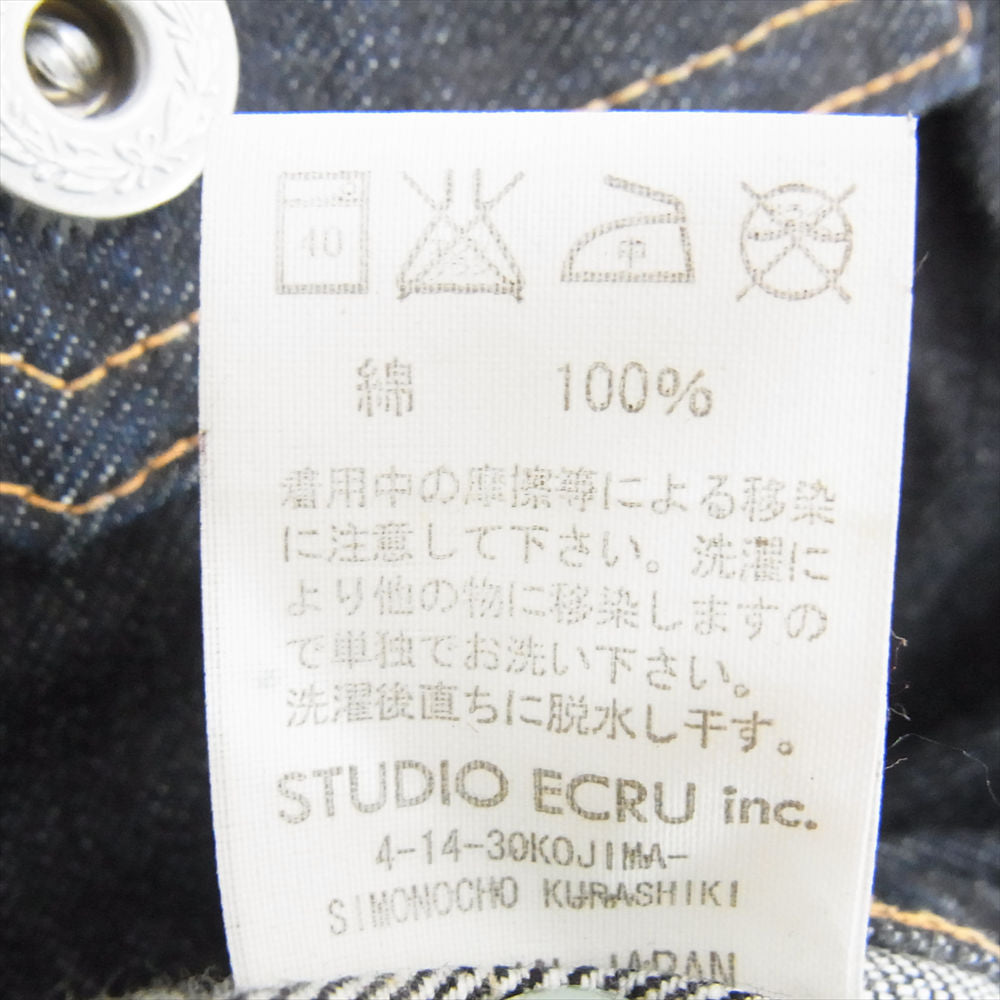 40 中
綿 100%
着用中の摩擦等による移染
に注意して下さい。洗濯に
より他の物に移染しますの
で単独でお洗い下さい。
洗濯後直ちに脱水し干す。
STUDIO ECRU inc.
4-14-30KOJIMA-
SIMONOCHO KURASHIKI
JAPAN